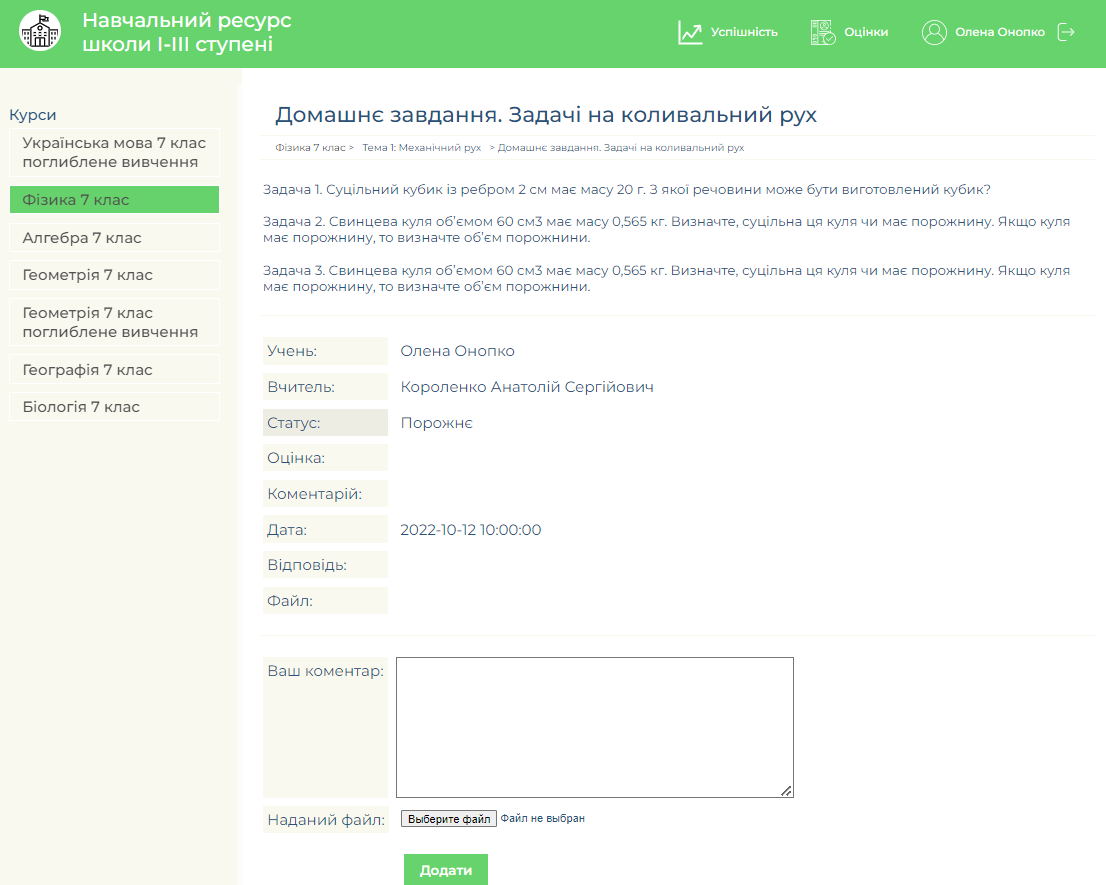 Навчальний ресурс
школи І-ІІІ ступені
Успішність
Оцінки
Олена Онопко
Курси
Українська мова 7 клас
поглиблене вивчення
Фізика 7 клас
Алгебра 7 клас
Геометрія 7 клас
Геометрія 7 клас
поглиблене вивчення
Географія 7 клас
Біологія 7 клас
Домашнє завдання. Задачі на коливальний рух
Фізика 7 клас > Тема 1: Механічний рух > Домашнє завдання. Задачі на коливальний рух
Задача 1. Суцільний кубик із ребром 2 см має масу 20 г. З якої речовини може бути виготовлений кубик?
Задача 2. Свинцева куля об’ємом 60 см3 має масу 0,565 кг. Визначте, суцільна ця куля чи має порожнину. Якщо куля
має порожнину, то визначте об’єм порожнини.
Задача 3. Свинцева куля об’ємом 60 см3 має масу 0,565 кг. Визначте, суцільна ця куля чи має порожнину. Якщо куля
має порожнину, то визначте об’єм порожнини.
Учень: Олена Онопко
Вчитель: Короленко Анатолій Сергійович
Статус: Порожнє
Оцінка:
Коментарій:
Дата: 2022-10-12 10:00:00
Відповідь:
Файл:
Ваш коментар:
Наданий файл: Выберите файл Файл не выбран
Додати